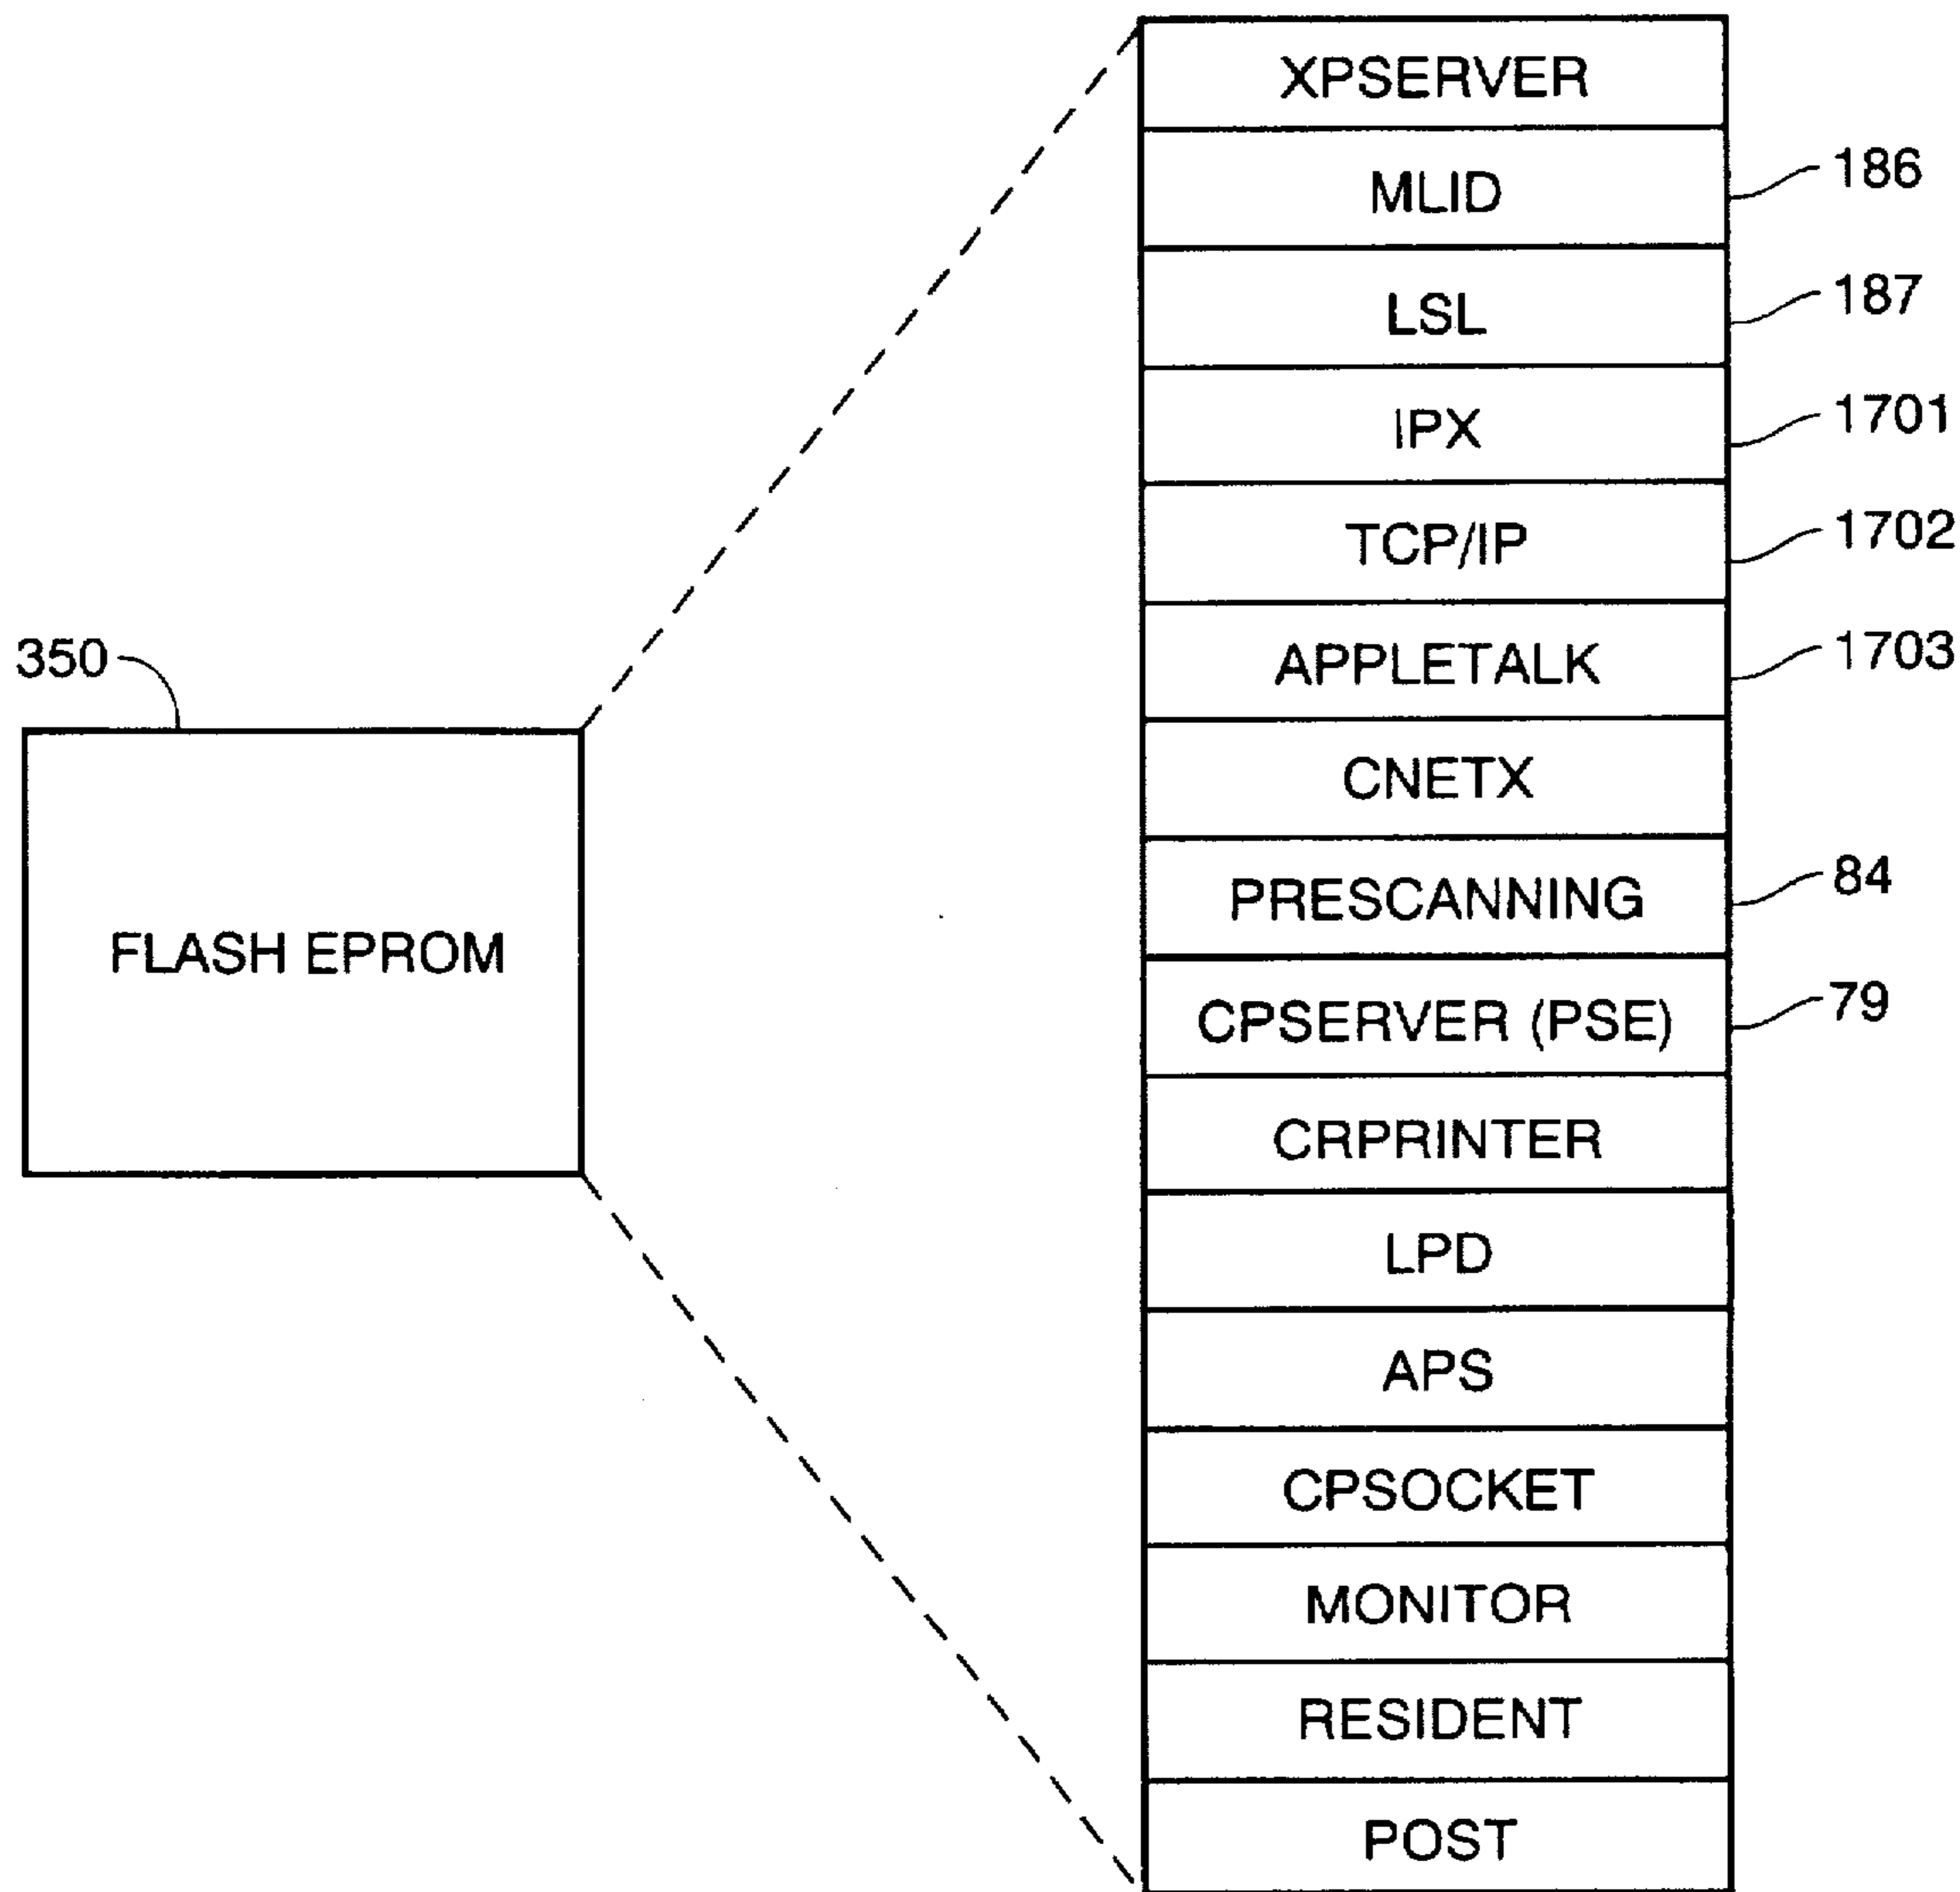 XPSERVER
MLID
186
LSL
187
IPX
1701
TCP/IP
1702
APPLETALK
1703
CNETX
PRESCANNING
84
CPSERVER (PSE)
79
CRPRINTER
LPD
APS
CPSOCKET
MONITOR
RESIDENT
POST
350
FLASH EPROM